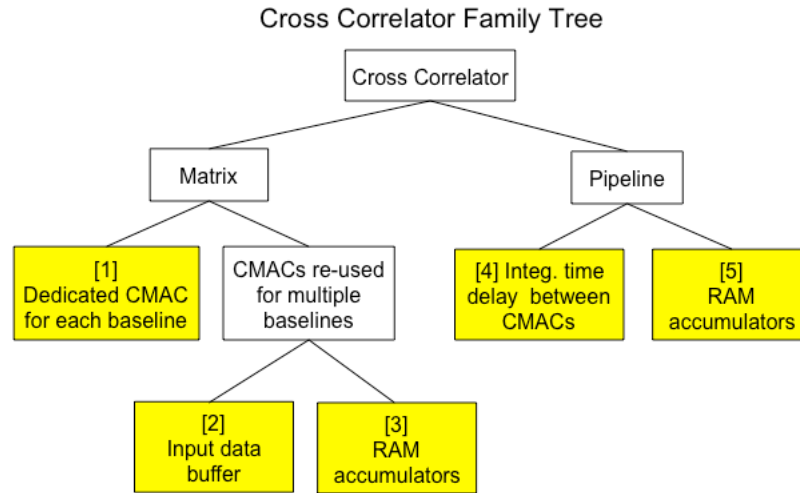 Cross Correlator Family Tree
Cross Correlator
Matrix
Pipeline
[1]
Dedicated CMAC
for each baseline
CMACs re-used
for multiple
baselines
[4] Integ. time
delay between
CMACs
[5]
RAM
accumulators
[2]
Input data
buffer
[3]
RAM
accumulators